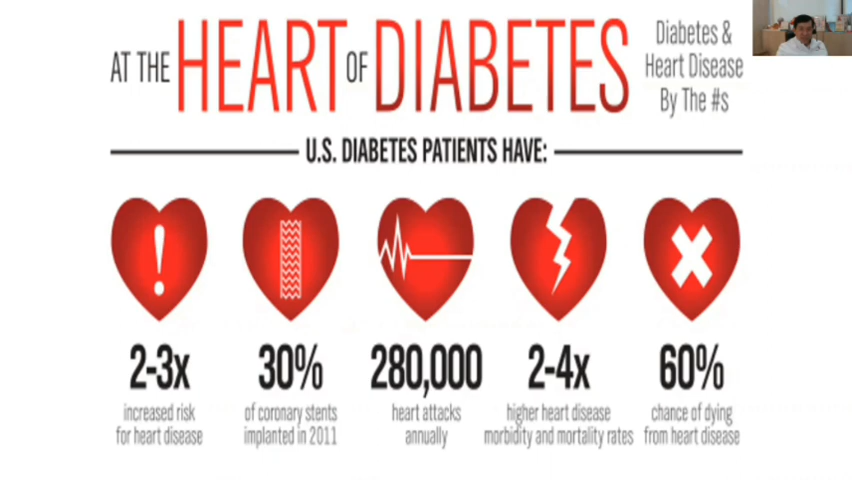 AT THE HEART OF DIABETES
Diabetes &
Heart Disease
By The #s
U.S. DIABETES PATIENTS HAVE:
!
2-3x
increased risk
for heart disease
30%
of coronary stents
implanted in 2011
280,000
heart attacks
annually
2-4x
higher heart disease
morbidity and mortality rates
60%
chance of dying
from heart disease